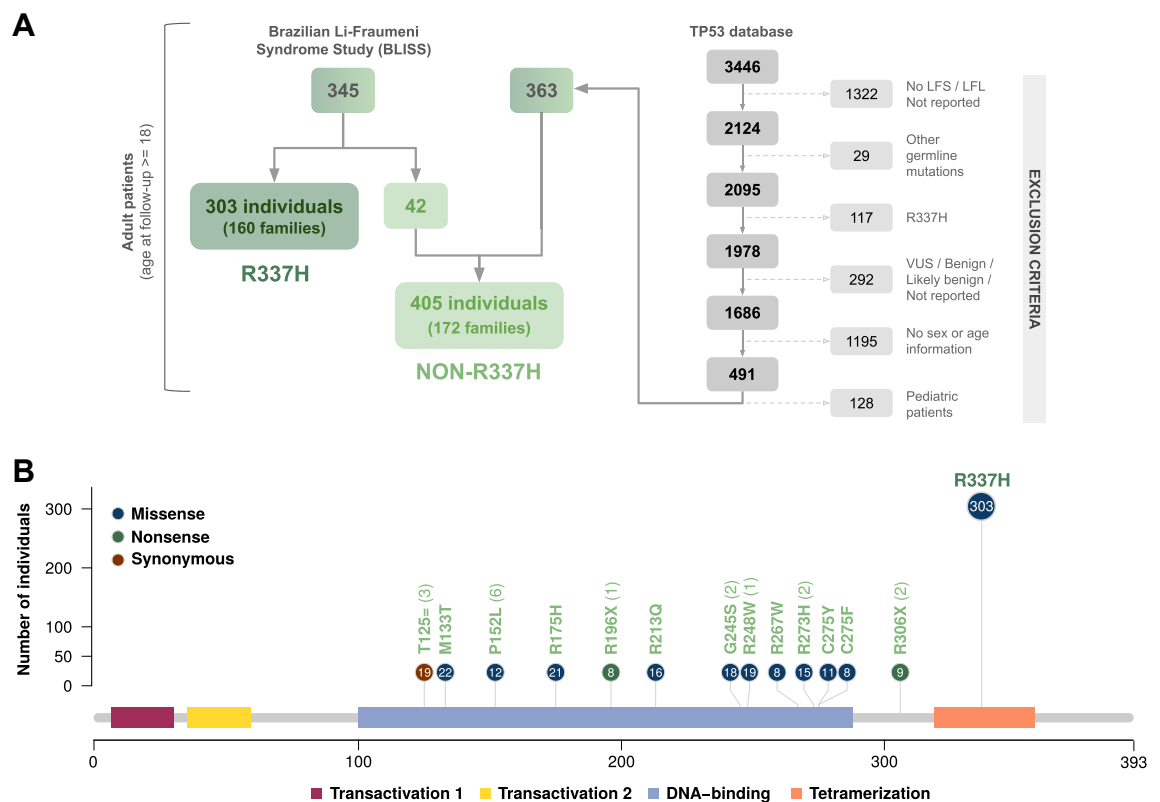 A
Brazilian Li-Fraumeni
Syndrome Study (BLISS)
345
363
303 individuals
(160 families)
R337H
42
405 individuals
(172 families)
NON-R337H
Adult patients
(age at follow-up >= 18)
TP53 database
3446
1322
No LFS / LFL
Not reported
2124
29
Other
germline
mutations
2095
117
R337H
1978
292
VUS / Benign /
Likely benign /
Not reported
1686
1195
No sex or age
information
491
128
Pediatric
patients
EXCLUSION CRITERIA
B
Number of individuals
300
200
100
50
0
Missense
Nonsense
Synonymous
T125= (3)
M133T
P152L (6)
R175H
R196X (1)
R213Q
G245S (2)
R248W (1)
R267W
R273H (2)
C275Y
C275F
R306X (2)
R337H
19
22
12
21
8
16
18
19
8
15
11
8
9
303
0
100
200
300
393
Transactivation 1
Transactivation 2
DNA−binding
Tetramerization